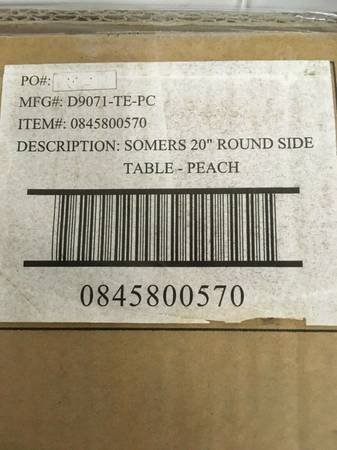 PO#:
MFG#: D9071-TE-PC
ITEM#: 0845800570
DESCRIPTION: SOMERS 20" ROUND SIDE
TABLE - PEACH
0845800570